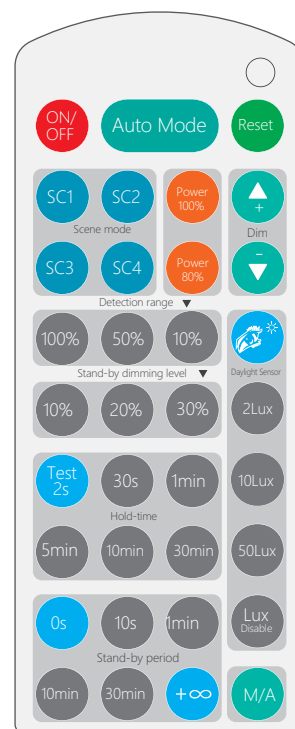 ON/
OFF
Auto Mode
Reset
SC1
SC2
Power
100%
+
Scene mode
Dim
SC3
SC4
Power
80%
−
Detection range ▼
100%
50%
10%
Stand-by dimming level ▼
Daylight Sensor
10%
20%
30%
2Lux
Test
2s
30s
1min
10Lux
Hold-time
5min
10min
30min
50Lux
0s
10s
1min
Lux
Disable
Stand-by period
10min
30min
+∞
M/A